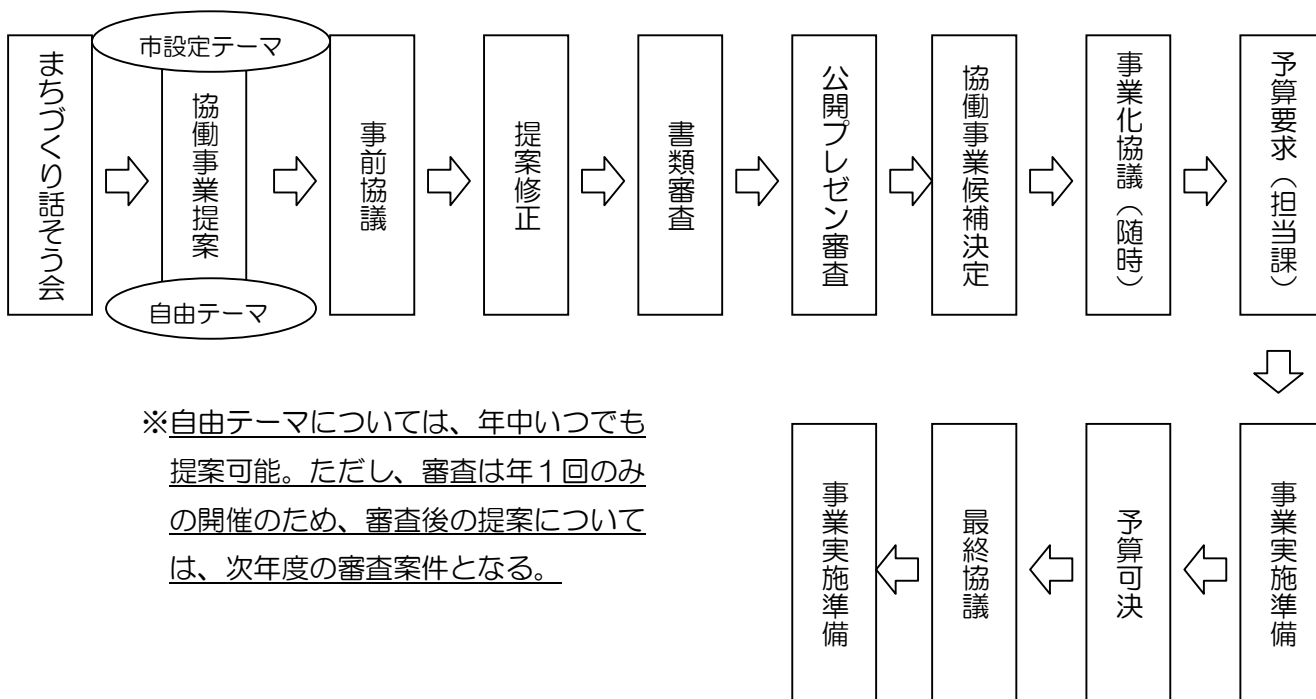 まちづくり話そう会
市設定テーマ
協働事業提案
自由テーマ
事前協議
提案修正
書類審査
公開プレゼン審査
協働事業候補決定
事業化協議（随時）
予算要求（担当課）
事業実施準備
予算可決
最終協議
事業実施準備
※自由テーマについては、年中いつでも
提案可能。ただし、審査は年１回のみ
の開催のため、審査後の提案について
は、次年度の審査案件となる。